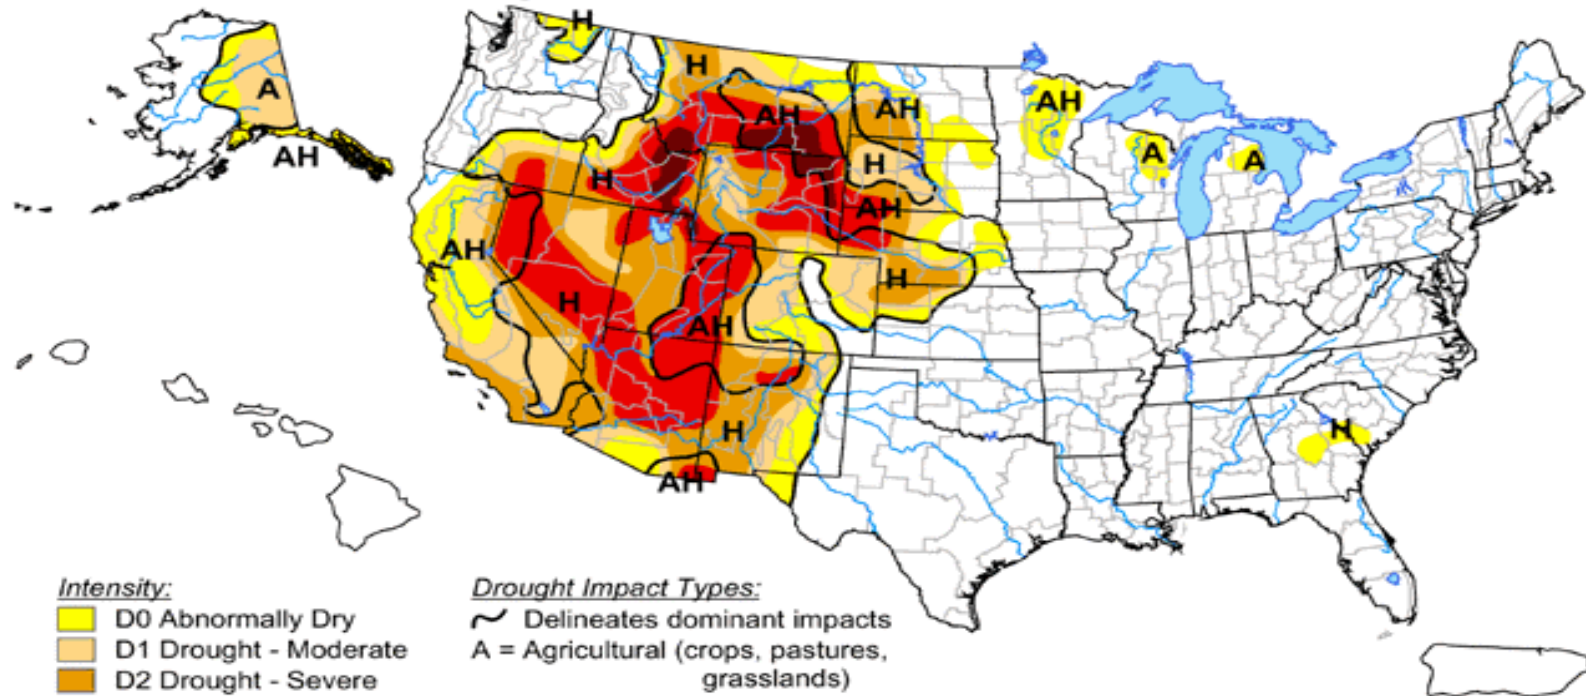 H
H
A
AH
AH
AH
A
A
AH
H
H
AH
AH
H
H
AH
H
H
AH
Intensity:
D0 Abnormally Dry
D1 Drought - Moderate
D2 Drought - Severe
Drought Impact Types:
Delineates dominant impacts
A = Agricultural (crops, pastures,
grasslands)